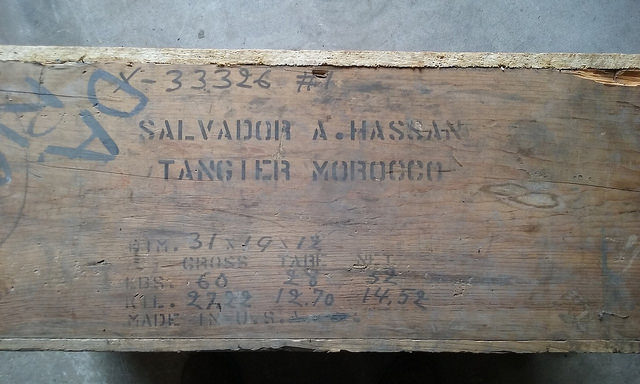 X-33326 #1
SALVADOR A. HASSAN
TANGIER MOROCCO
DIM. 31 x 19 x 12
GROSS TARE NET
LBS. 60 28 32
KIL. 27,22 12.70 14,52
MADE IN U.S.A.